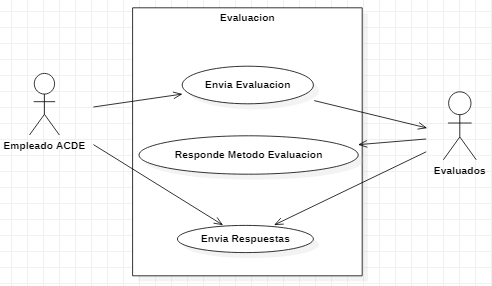 Evaluacion
Envia Evaluacion
Empleado ACDE
Responde Metodo Evaluacion
Evaluados
Envia Respuestas